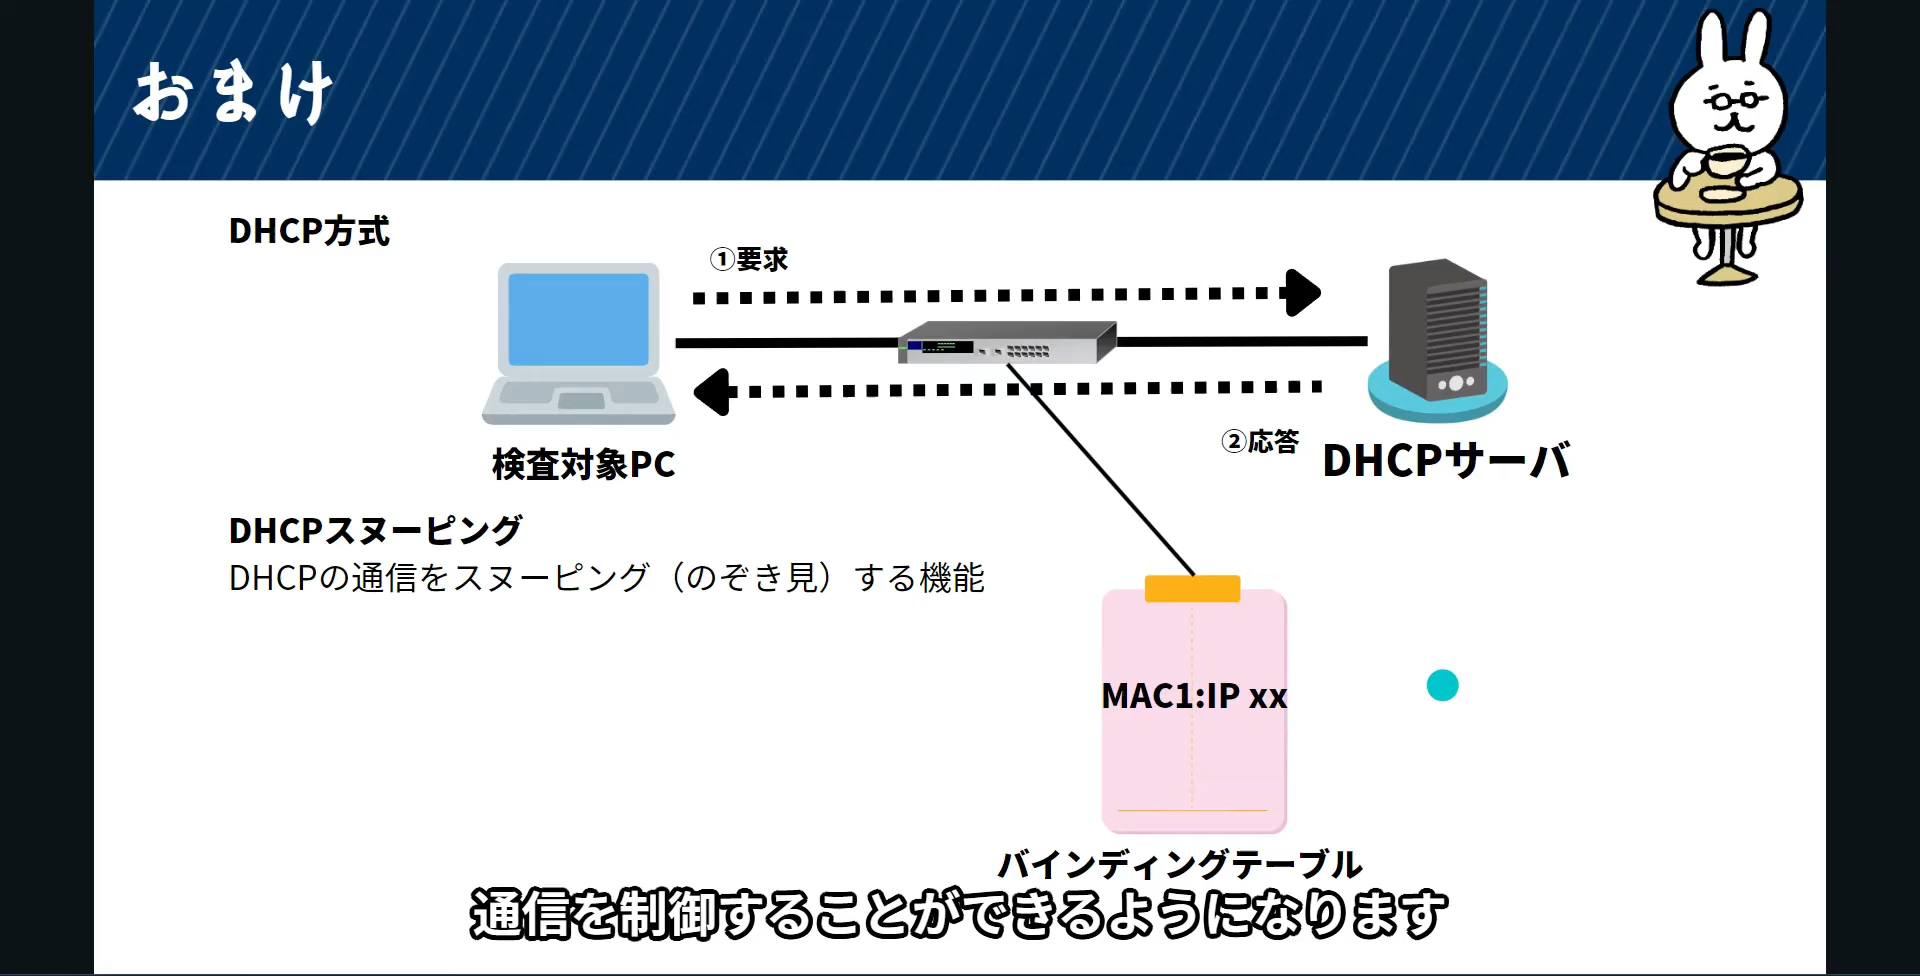 おまけ
DHCP方式
①要求
②応答
検査対象PC
DHCPサーバ
DHCPスヌーピング
DHCPの通信をスヌーピング（のぞき見）する機能
MAC1:IP xx
バインディングテーブル
通信を制御することができるようになります